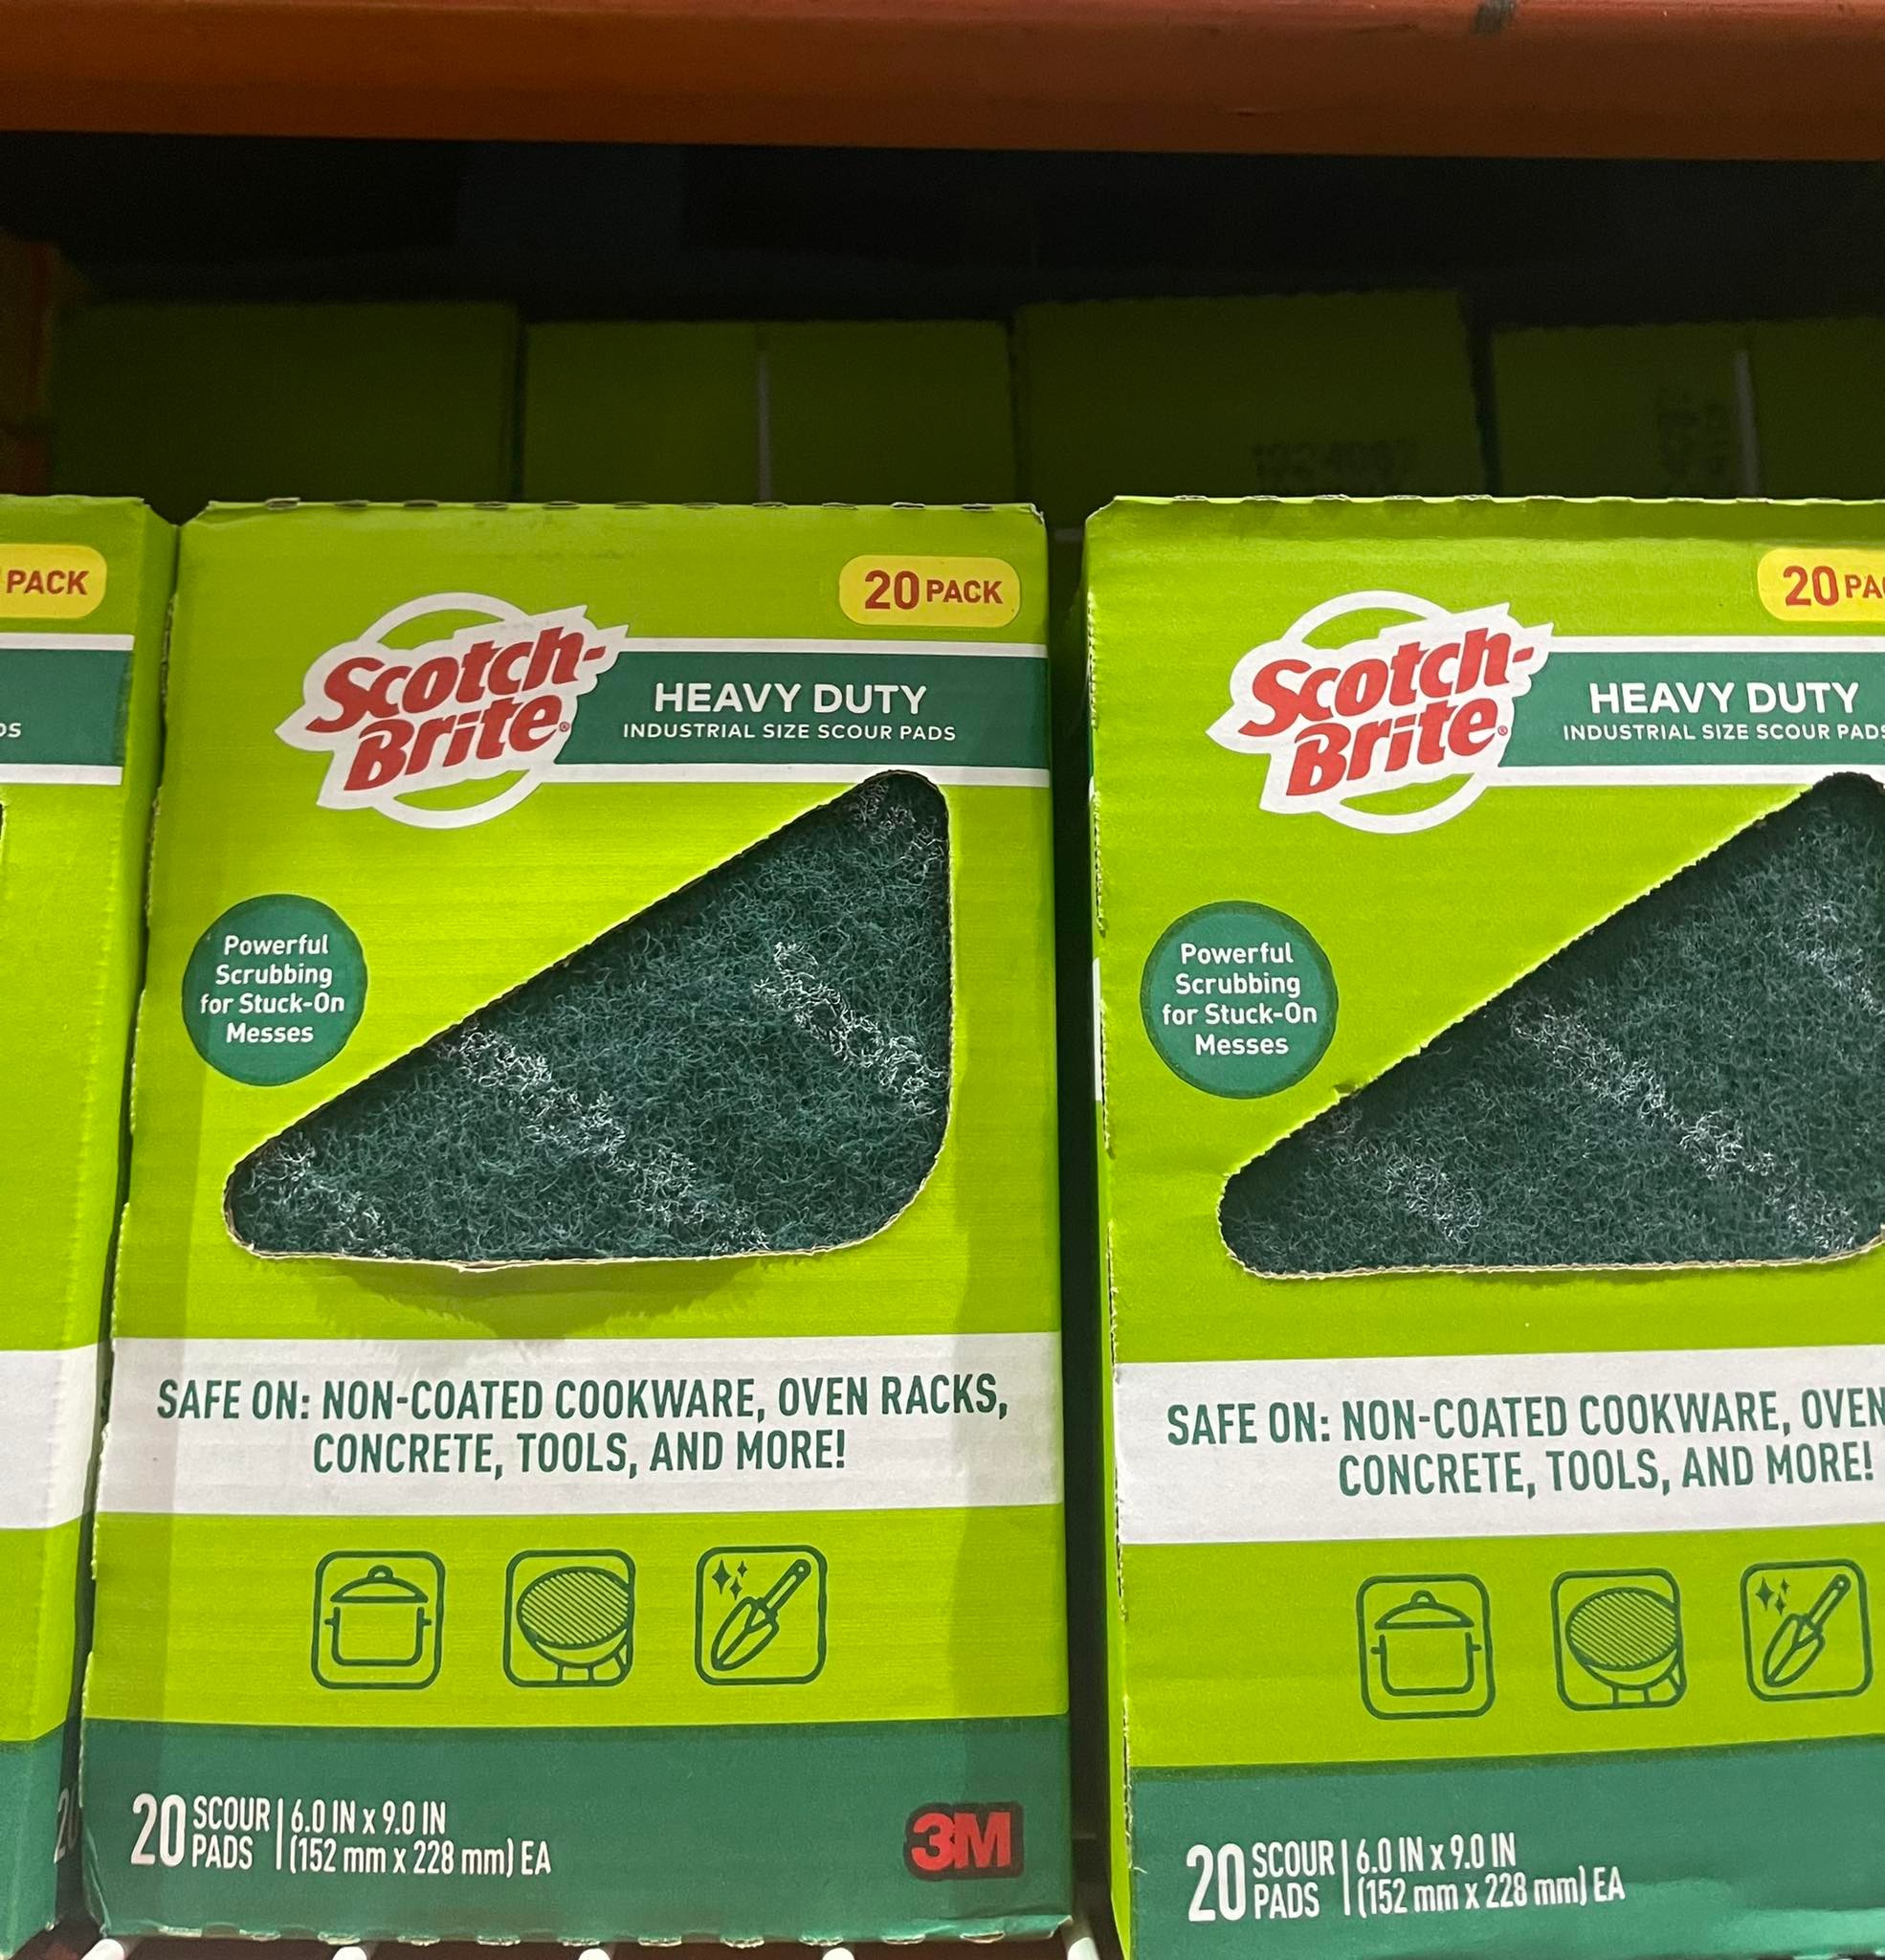 PACK
20 PACK
Scotch-
Brite
HEAVY DUTY
INDUSTRIAL SIZE SCOUR PADS
Powerful
Scrubbing
for Stuck-On
Messes
SAFE ON: NON-COATED COOKWARE, OVEN RACKS,
CONCRETE, TOOLS, AND MORE!
20 SCOUR PADS
6.0 IN x 9.0 IN
(152 mm x 228 mm) EA
3M
20
Scotch-
Brite
HEAVY DUTY
INDUSTRIAL SIZE SCOUR PADS
Powerful
Scrubbing
for Stuck-On
Messes
SAFE ON: NON-COATED COOKWARE, OVEN
CONCRETE, TOOLS, AND MORE!
20 SCOUR PADS
6.0 IN x 9.0 IN
(152 mm x 228 mm) EA